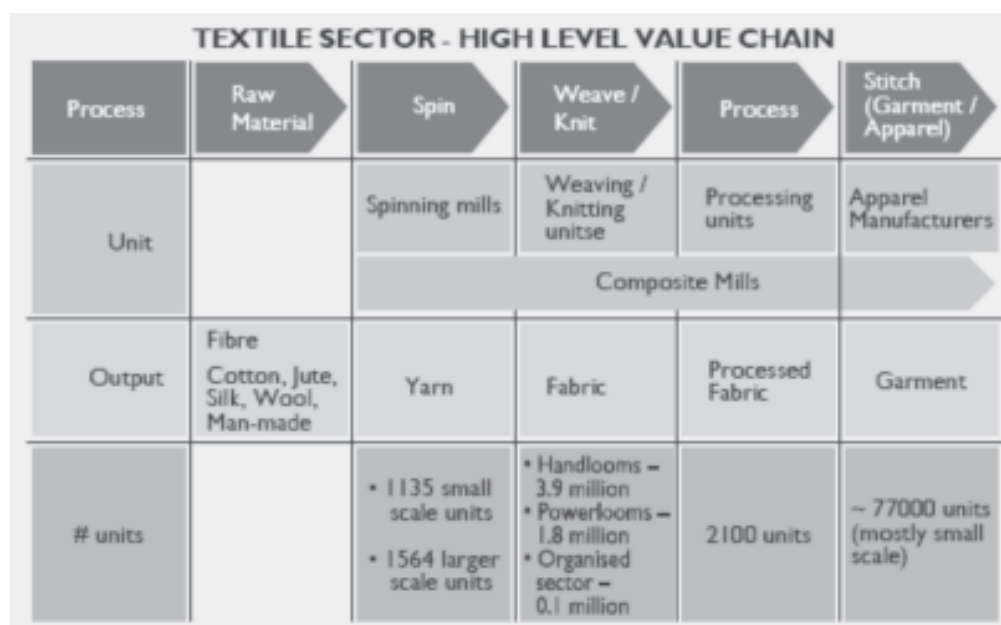 TEXTILE SECTOR - HIGH LEVEL VALUE CHAIN
Process
Raw
Material
Spin
Weave /
Knit
Process
Stitch
(Garment /
Apparel)
Unit
Spinning mills
Weaving /
Knitting
unitse
Processing
units
Apparel
Manufacturers
Composite Mills
Output
Fibre
Cotton, Jute,
Silk, Wool,
Man-made
Yarn
Fabric
Processed
Fabric
Garment
# units
• 1135 small
scale units
• 1564 larger
scale units
• Handlooms –
3.9 million
• Powerlooms –
1.8 million
• Organised
sector –
0.1 million
2100 units
~ 77000 units
(mostly small
scale)